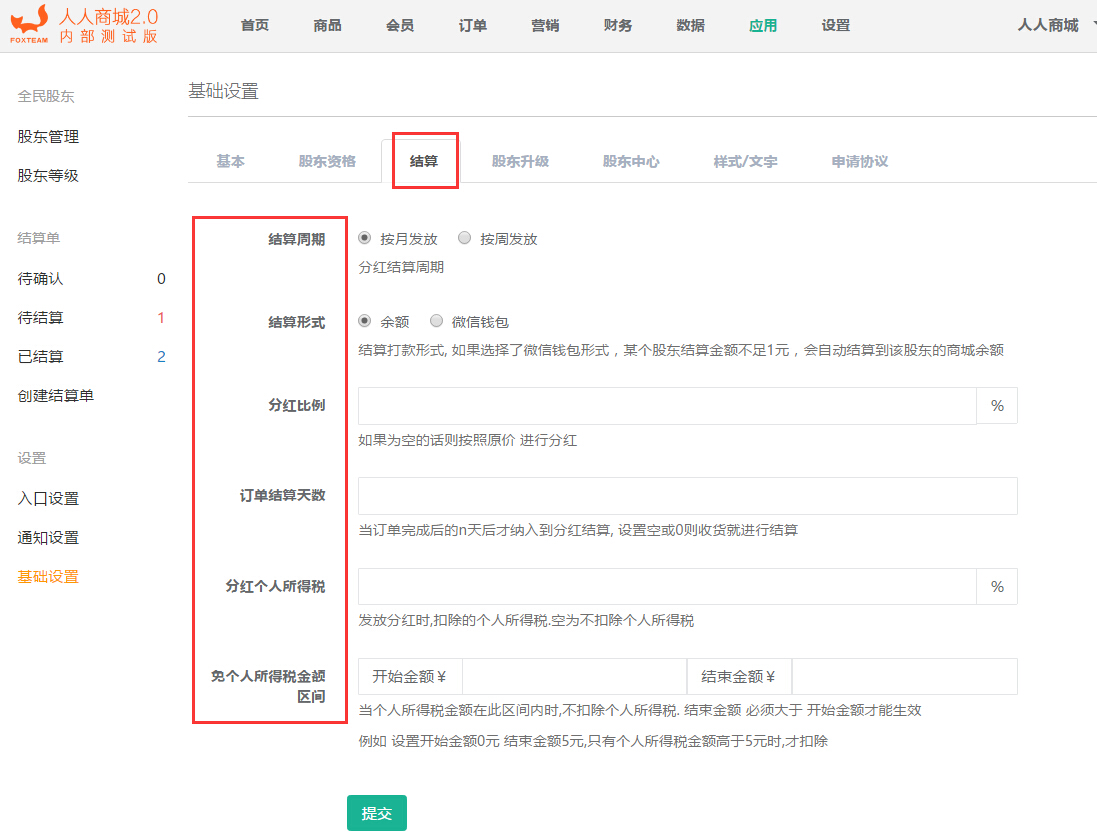 人人商城2.0
内部测试版
FOXTEAM
首页 商品 会员 订单 营销 财务 数据 应用 设置 人人商城
全民股东
股东管理
股东等级
结算单
待确认 0
待结算 1
已结算 2
创建结算单
设置
入口设置
通知设置
基础设置
基础设置
基本 股东资格 结算 股东升级 股东中心 样式/文字 申请协议
结算周期 按月发放 按周发放
分红结算周期
结算形式 余额 微信钱包
结算打款形式, 如果选择了微信钱包形式，某个股东结算金额不足1元，会自动结算到该股东的商城余额
分红比例 %
如果为空的话则按照原价 进行分红
订单结算天数
当订单完成后的n天后才纳入到分红结算, 设置空或0则收货就进行结算
分红个人所得税 %
发放分红时,扣除的个人所得税.空为不扣除个人所得税
免个人所得税金额
区间
开始金额¥ 结束金额¥
当个人所得税金额在此区间内时,不扣除个人所得税. 结束金额 必须大于 开始金额才能生效
例如 设置开始金额0元 结束金额5元,只有个人所得税金额高于5元时,才扣除
提交